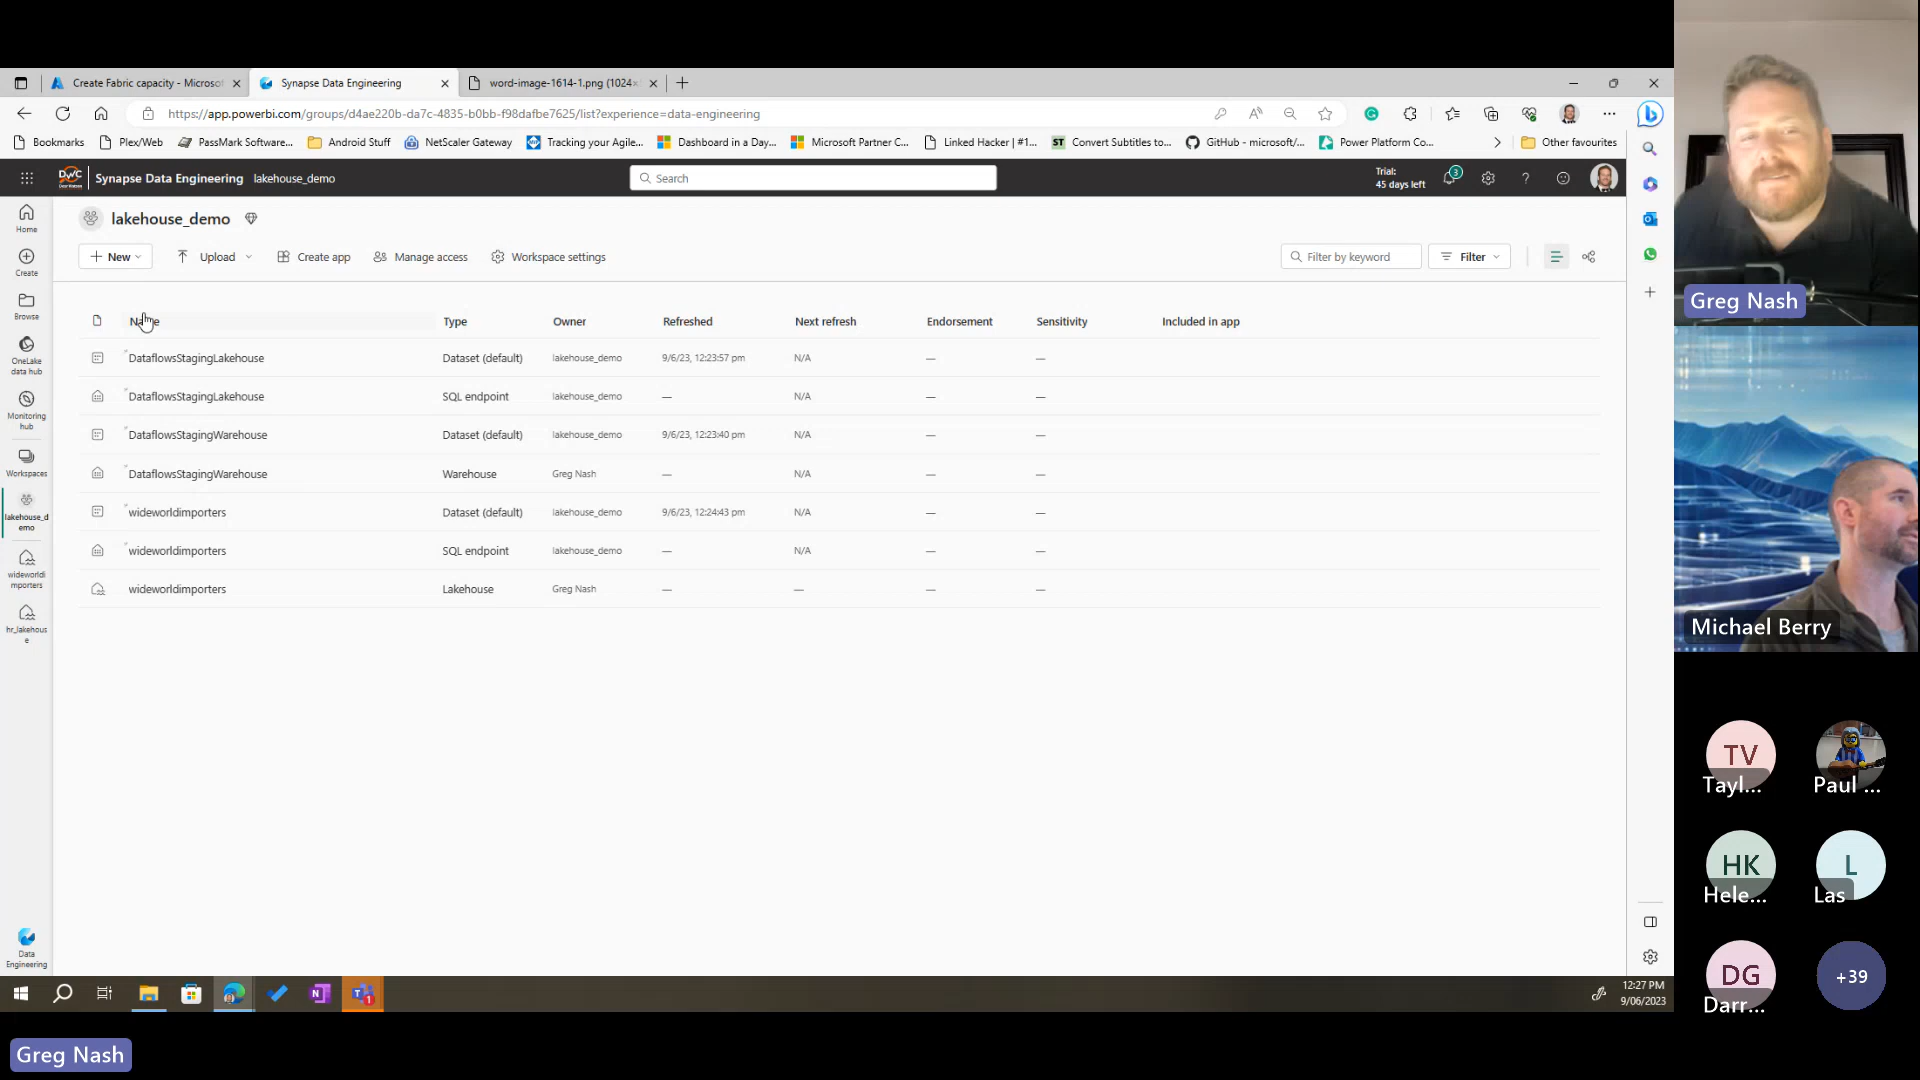 Create Fabric capacity - Microsof
Synapse Data Engineering
word-image-1614-1.png (1024×
https://app.powerbi.com/groups/d4ae220b-da7c-4835-b0bb-f98dafbe7625/list?experience=data-engineering
Bookmarks Plex/Web PassMark Software... Android Stuff NetScaler Gateway Tracking your Agile... Dashboard in a Day... Microsoft Partner C... Linked Hacker | #1... ST Convert Subtitles to... GitHub - microsoft/... Power Platform Co... Other favourites
DWC Synapse Data Engineering lakehouse_demo Search Trial: 45 days left 3
lakehouse_demo
New Upload Create app Manage access Workspace settings Filter by keyword Filter
Home
Create
Browse
OneLake
data hub
Monitoring
hub
Workspaces
lakehouse_d
emo
wideworldi
mporters
hr_lakehous
e
Data
Engineering
Name Type Owner Refreshed Next refresh Endorsement Sensitivity Included in app
DataflowsStagingLakehouse Dataset (default) lakehouse_demo 9/6/23, 12:23:57 pm N/A — —
DataflowsStagingLakehouse SQL endpoint lakehouse_demo — N/A — —
DataflowsStagingWarehouse Dataset (default) lakehouse_demo 9/6/23, 12:23:40 pm N/A — —
DataflowsStagingWarehouse Warehouse Greg Nash — N/A — —
wideworldimporters Dataset (default) lakehouse_demo 9/6/23, 12:24:43 pm N/A — —
wideworldimporters SQL endpoint lakehouse_demo — N/A — —
wideworldimporters Lakehouse Greg Nash — — — —
12:27 PM
9/06/2023
Greg Nash
Michael Berry
TV
Tayl...
Paul ...
HK
Hele...
L
Las
DG
Darr...
+39
Greg Nash